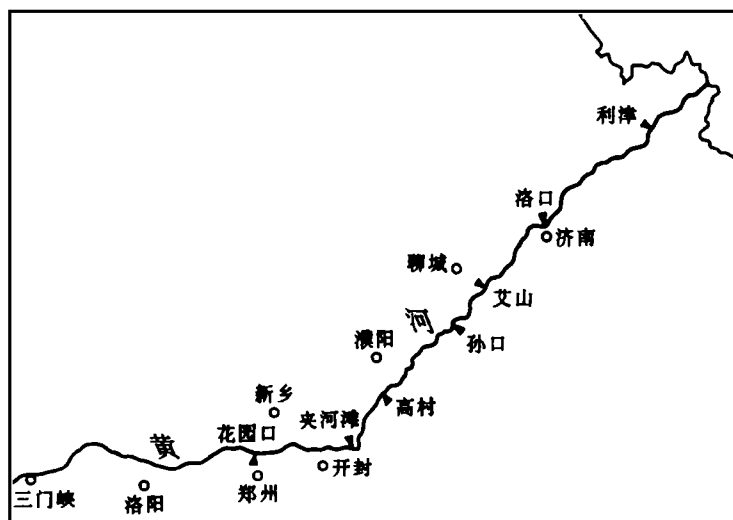 利津
洛口
济南
聊城
艾山
河
孙口
濮阳
高村
新乡
夹河滩
花园口
黄
开封
三门峡
洛阳
郑州